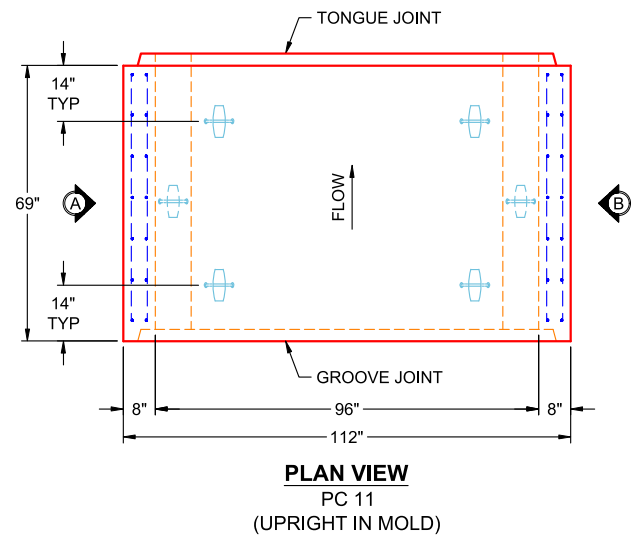 TONGUE JOINT
14"
TYP
69"
A
FLOW
B
14"
TYP
GROOVE JOINT
8"
96"
8"
112"
PLAN VIEW
PC 11
(UPRIGHT IN MOLD)